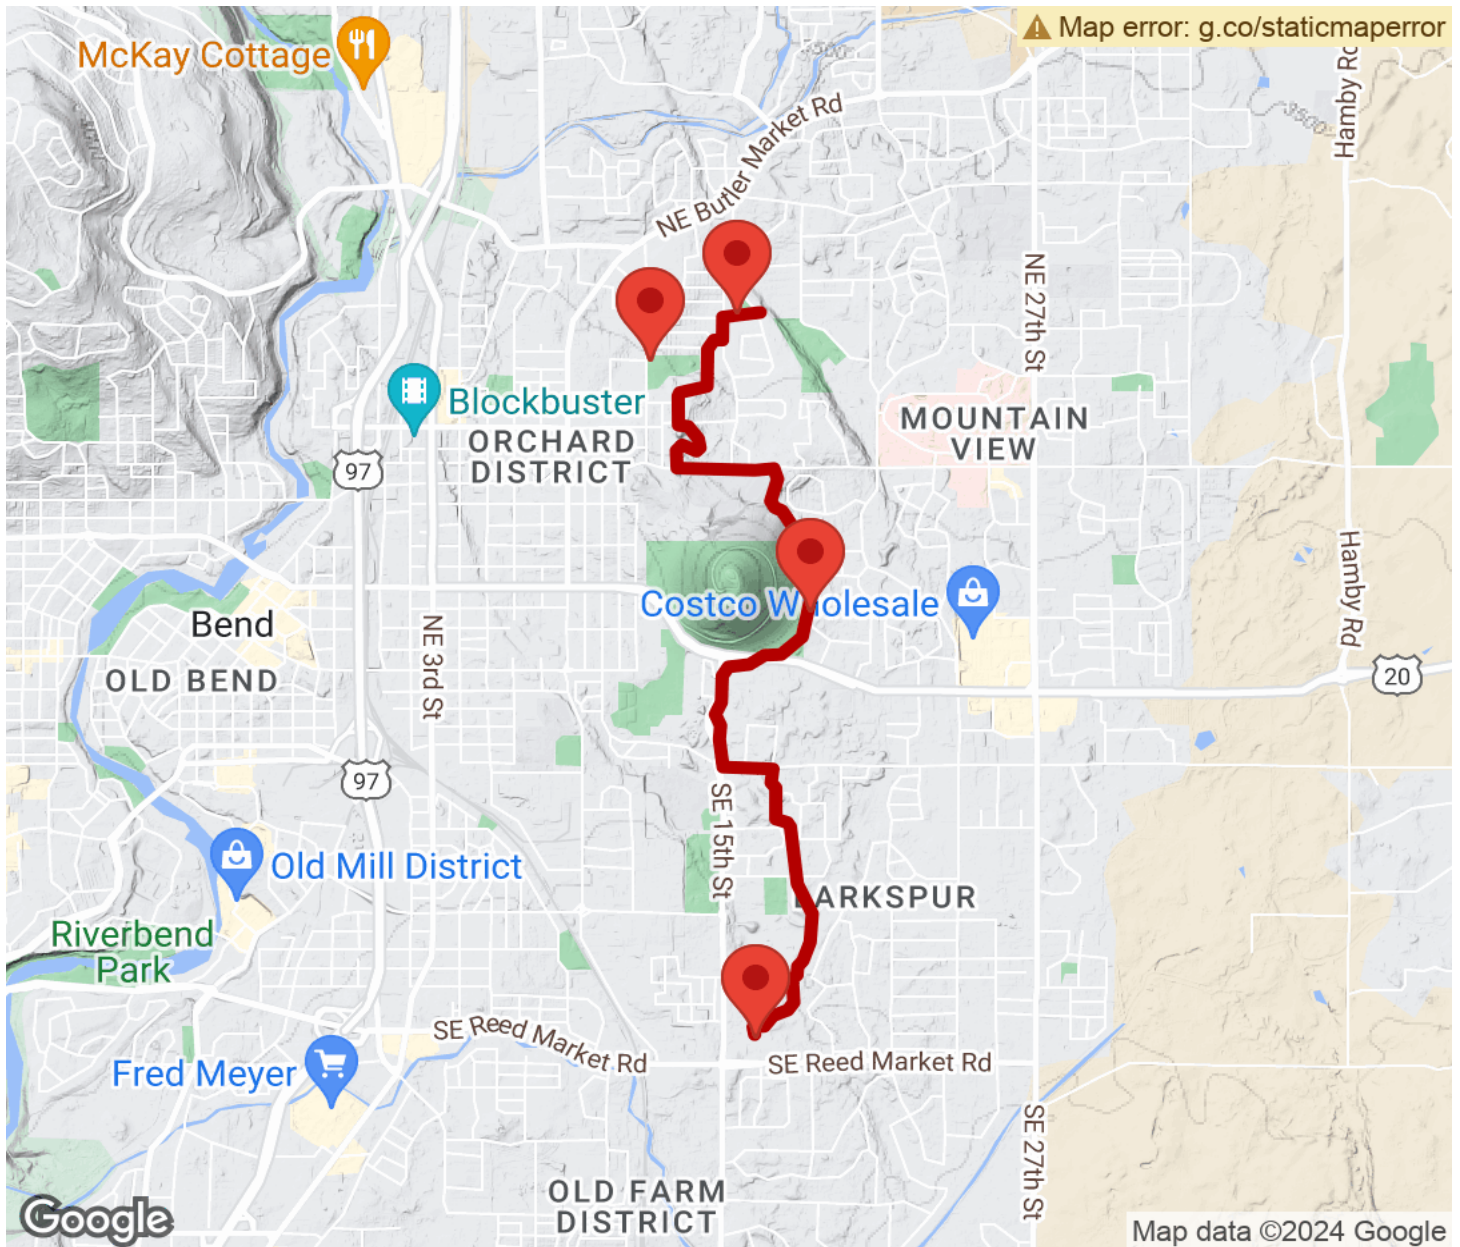 Map error: g.co/staticmaperror
McKay Cottage
3500
Hamby Rd
3500
NE Butler Market Rd
NE 27th St
Blockbuster
ORCHARD
DISTRICT
MOUNTAIN
VIEW
97
Costco Wholesale
Hamby Rd
Bend
NE 3rd St
OLD BEND
20
97
SE 15th St
Old Mill District
ARKSPUR
Riverbend
Park
SE Reed Market Rd
SE Reed Market Rd
Fred Meyer
SE 27th St
OLD FARM
DISTRICT
Google
Map data ©2024 Google